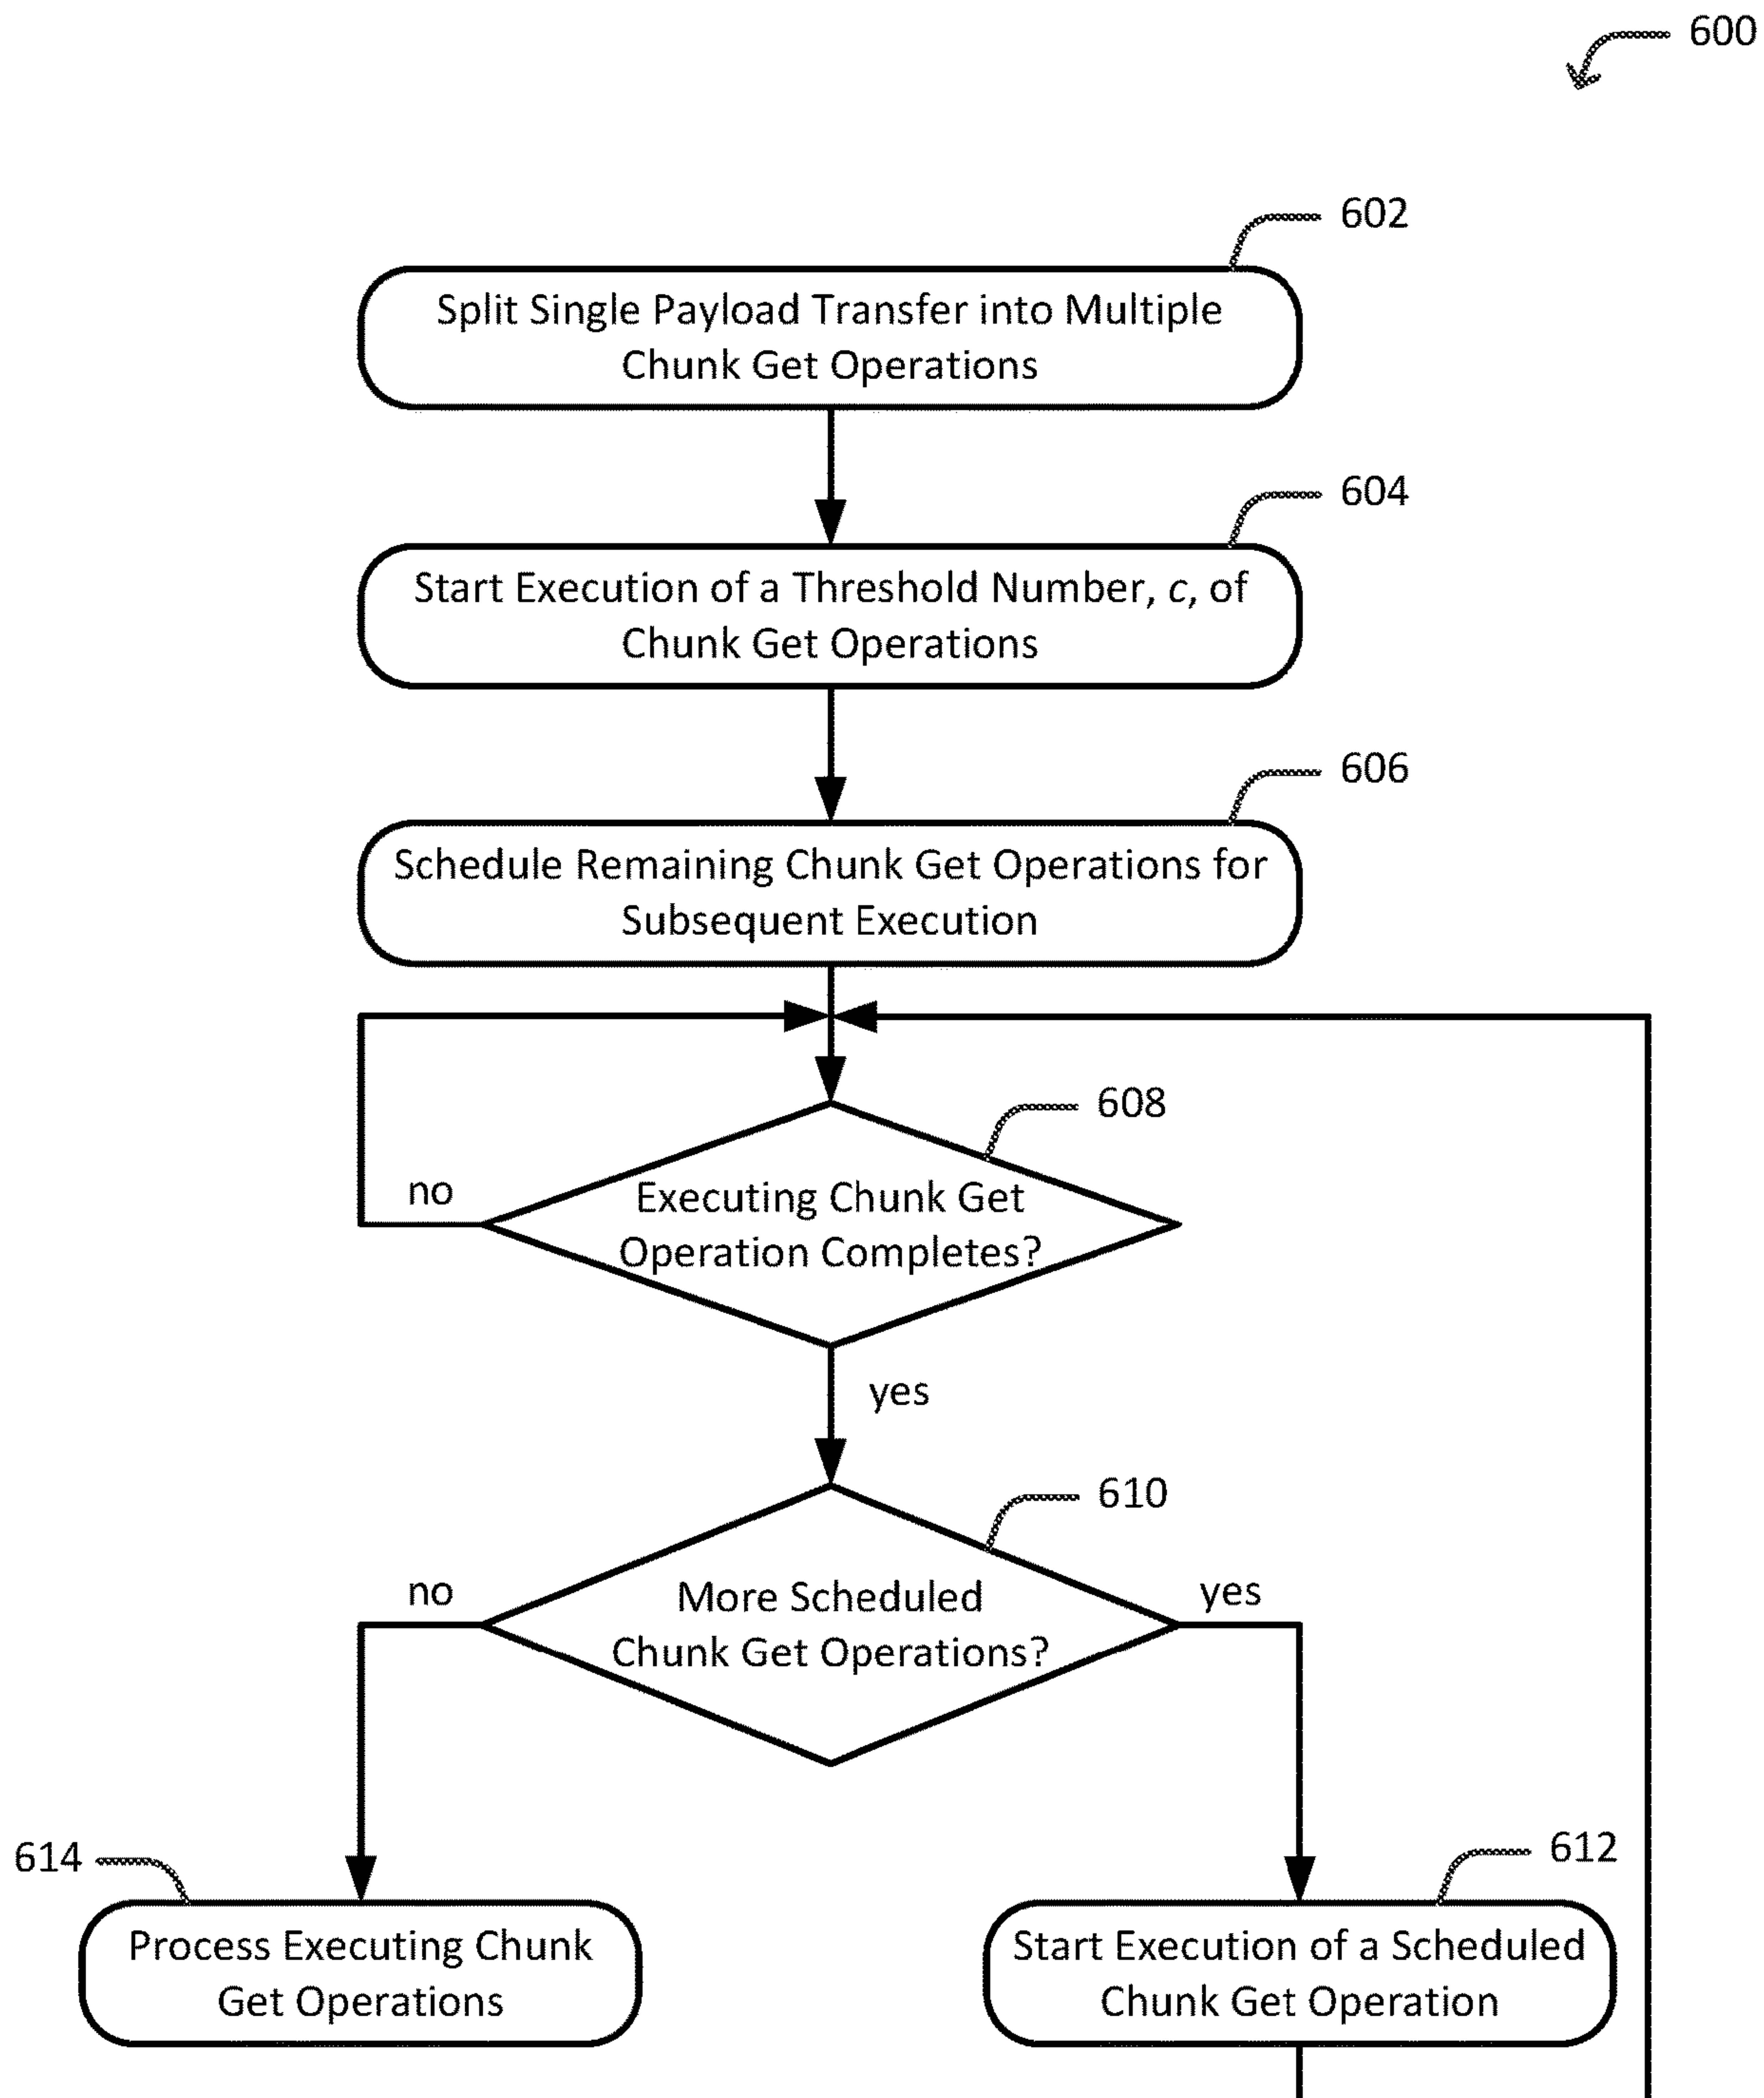 600
602
Split Single Payload Transfer into Multiple
Chunk Get Operations
604
Start Execution of a Threshold Number, c, of
Chunk Get Operations
606
Schedule Remaining Chunk Get Operations for
Subsequent Execution
608
no
Executing Chunk Get
Operation Completes?
yes
610
no
More Scheduled
Chunk Get Operations?
yes
614
Process Executing Chunk
Get Operations
612
Start Execution of a Scheduled
Chunk Get Operation